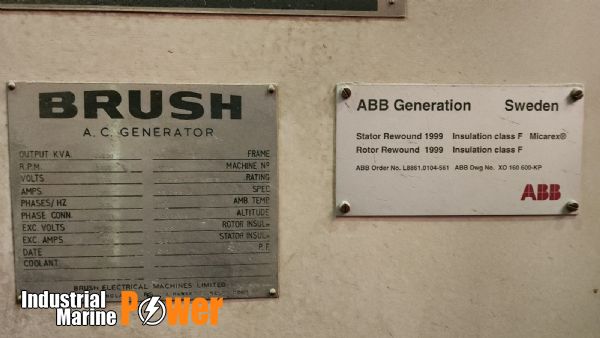 BRUSH
A.C. GENERATOR
OUTPUT KVA. FRAME
R.P.M. MACHINE Nº
VOLTS RATING
AMPS. SPEC
PHASES/HZ AMB TEMP
PHASE CONN. ALTITUDE
EXC. VOLTS ROTOR INSULN
EXC. AMPS STATOR INSULN
DATE P.F.
COOLANT
BRUSH ELECTRICAL MACHINES LIMITED
ABB Generation Sweden
Stator Rewound 1999 Insulation class F Micarex®
Rotor Rewound 1999 Insulation class F
ABB Order No. L8861.0104-561 ABB Dwg No. XD 160 609-KP
ABB
Industrial
Marine Power